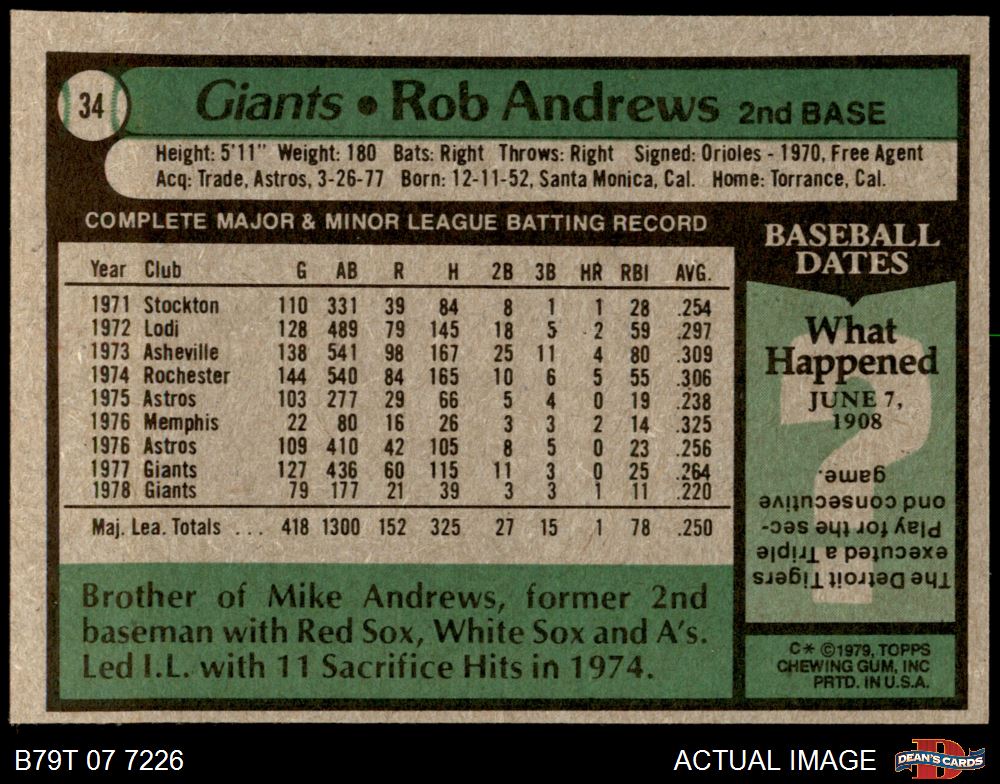 34
Giants • Rob Andrews 2nd BASE
Height: 5'11" Weight: 180 Bats: Right Throws: Right Signed: Orioles - 1970, Free Agent
Acq: Trade, Astros, 3-26-77 Born: 12-11-52, Santa Monica, Cal. Home: Torrance, Cal.
COMPLETE MAJOR & MINOR LEAGUE BATTING RECORD
Year Club G AB R H 2B 3B HR RBI AVG.
1971 Stockton 110 331 39 84 8 1 1 28 .254
1972 Lodi 128 489 79 145 18 5 2 59 .297
1973 Asheville 138 541 98 167 25 11 4 80 .309
1974 Rochester 144 540 84 165 10 6 5 55 .306
1975 Astros 103 277 29 66 5 4 0 19 .238
1976 Memphis 22 80 16 26 3 3 2 14 .325
1976 Astros 109 410 42 105 8 5 0 23 .256
1977 Giants 127 436 60 115 11 3 0 25 .264
1978 Giants 79 177 21 39 3 3 1 11 .220
Maj. Lea. Totals ... 418 1300 152 325 27 15 1 78 .250
Brother of Mike Andrews, former 2nd
baseman with Red Sox, White Sox and A's.
Led I.L. with 11 Sacrifice Hits in 1974.
BASEBALL
DATES
What
Happened
JUNE 7,
1908
The Detroit Tigers
executed a Triple
Play for the sec-
ond consecutive
game.
C* ©1979, TOPPS
CHEWING GUM, INC
PRTD. IN U.S.A.
B79T 07 7226
ACTUAL IMAGE
DEAN'S CARDS